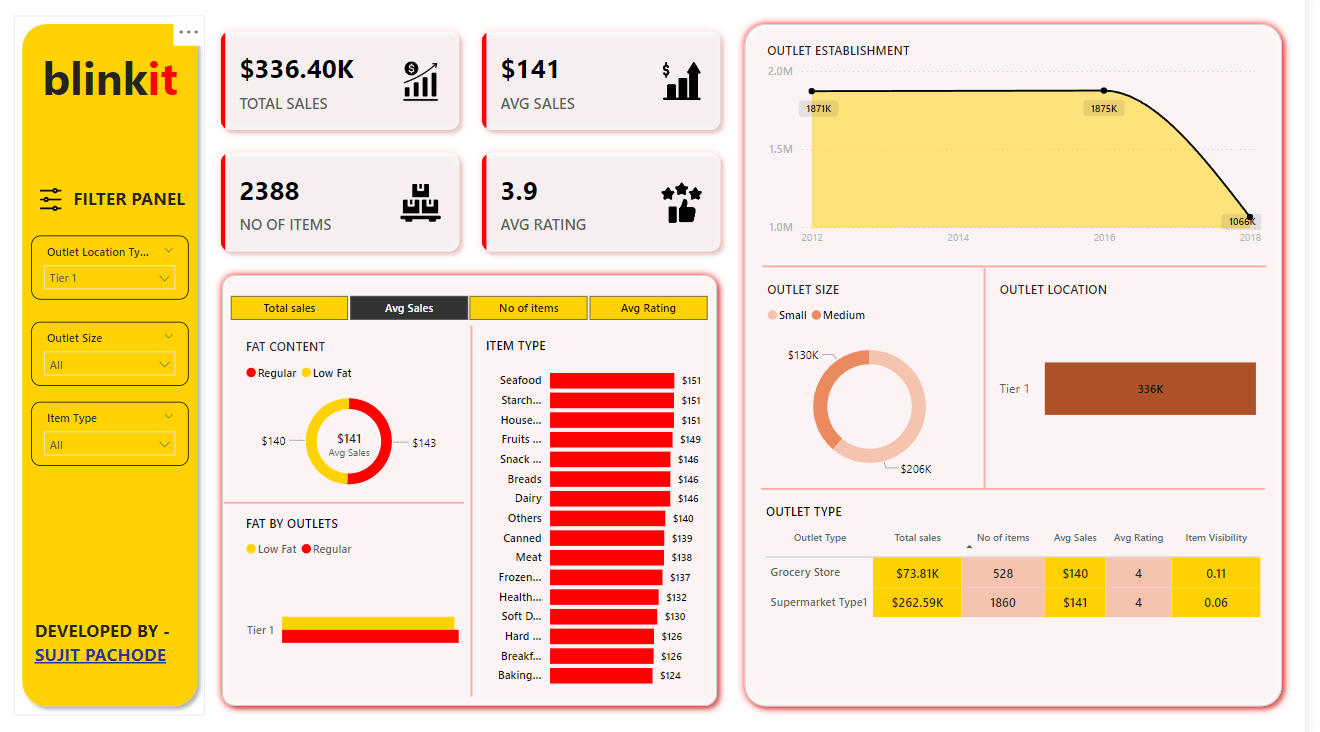 blinkit
FILTER PANEL
Outlet Location Ty...
Tier 1
Outlet Size
All
Item Type
All
DEVELOPED BY -
SUJIT PACHODE
$336.40K
TOTAL SALES
$141
AVG SALES
2388
NO OF ITEMS
3.9
AVG RATING
Total sales Avg Sales No of items Avg Rating
FAT CONTENT
Regular Low Fat
$140
$141
Avg Sales
$143
FAT BY OUTLETS
Low Fat Regular
Tier 1
ITEM TYPE
Seafood $151
Starch... $151
House... $151
Fruits ... $149
Snack ... $146
Breads $146
Dairy $146
Others $140
Canned $139
Meat $138
Frozen... $137
Health... $132
Soft D... $130
Hard ... $126
Breakf... $126
Baking... $124
OUTLET ESTABLISHMENT
2.0M
1871K 1875K
1.5M
1066K
1.0M
2012 2014 2016 2018
OUTLET SIZE
Small Medium
$130K
$206K
OUTLET LOCATION
Tier 1 336K
OUTLET TYPE
Outlet Type Total sales No of items Avg Sales Avg Rating Item Visibility
Grocery Store $73.81K 528 $140 4 0.11
Supermarket Type1 $262.59K 1860 $141 4 0.06